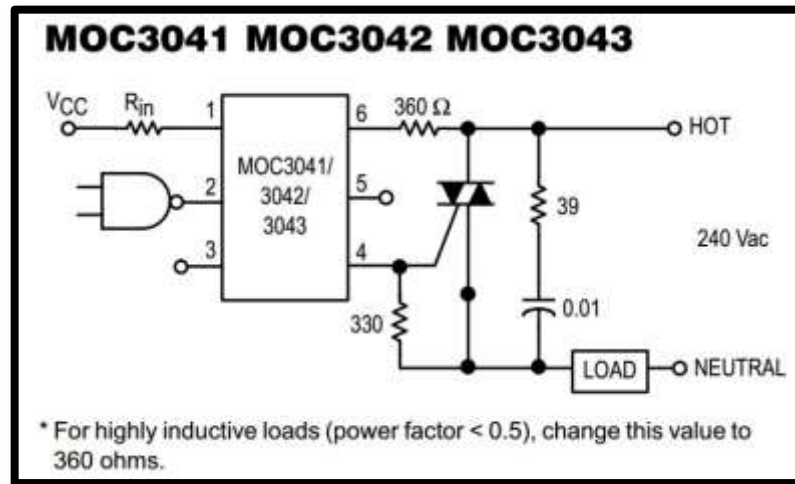 MOC3041 MOC3042 MOC3043
VCC Rin 1 6 360 Ω HOT
MOC3041/
3042/
3043
2 5 39
240 Vac
3 4
330 0.01
LOAD NEUTRAL
* For highly inductive loads (power factor < 0.5), change this value to
360 ohms.